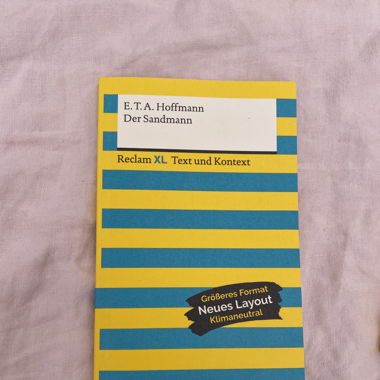 E. T. A. Hoffmann
Der Sandmann
Reclam XL Text und Kontext
Größeres Format
Neues Layout
Klimaneutral